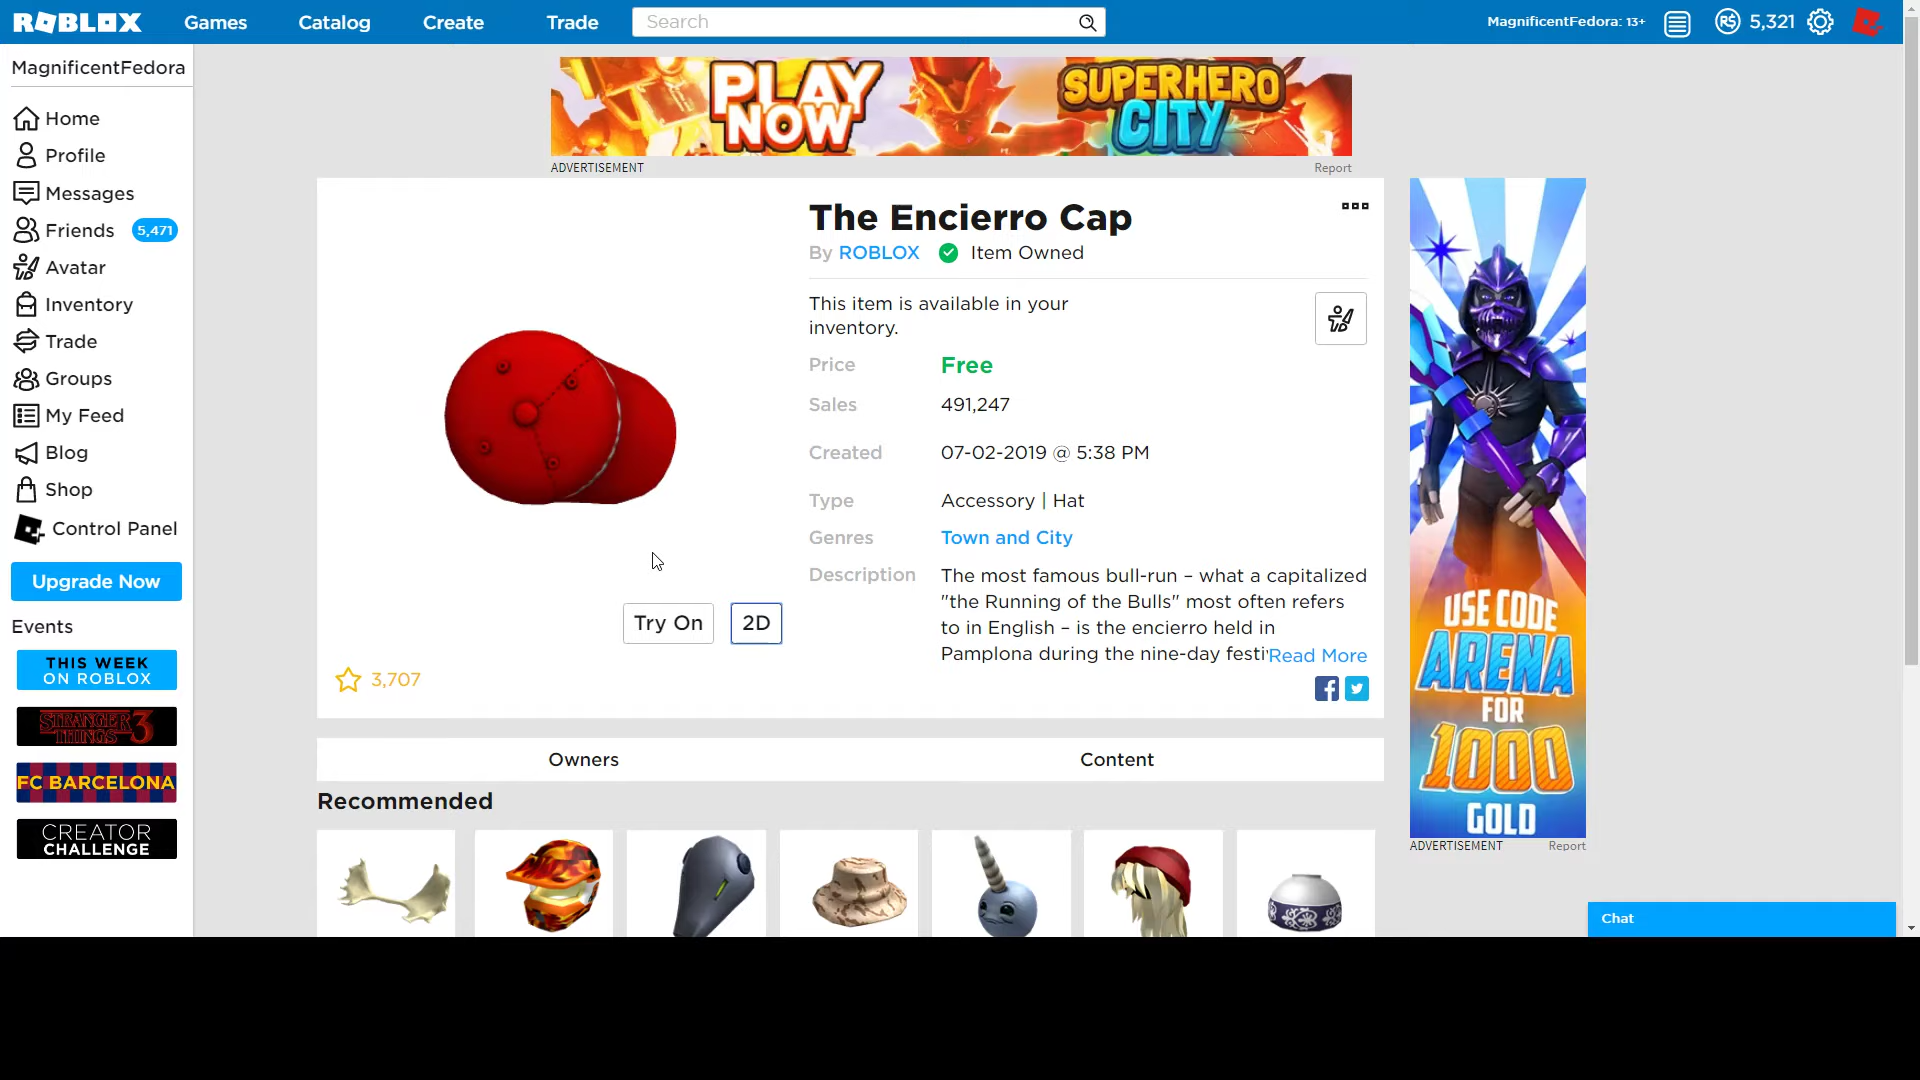 ROBLOX
Games
Catalog
Create
Trade
Search
MagnificentFedora: 13+
5,321
MagnificentFedora
Home
Profile
Messages
Friends 5,471
Avatar
Inventory
Trade
Groups
My Feed
Blog
Shop
Control Panel
Upgrade Now
Events
THIS WEEK
ON ROBLOX
STRANGER
THINGS 3
FC BARCELONA
CREATOR
CHALLENGE
PLAY
NOW
SUPERHERO
CITY
ADVERTISEMENT
Report
The Encierro Cap
By ROBLOX Item Owned
This item is available in your
inventory.
Price Free
Sales 491,247
Created 07-02-2019 @ 5:38 PM
Type Accessory | Hat
Genres Town and City
Description The most famous bull-run – what a capitalized
"the Running of the Bulls" most often refers
to in English – is the encierro held in
Pamplona during the nine-day festi Read More
Try On
2D
3,707
Owners
Content
Recommended
USE CODE
ARENA
FOR
1000
GOLD
ADVERTISEMENT
Report
Chat